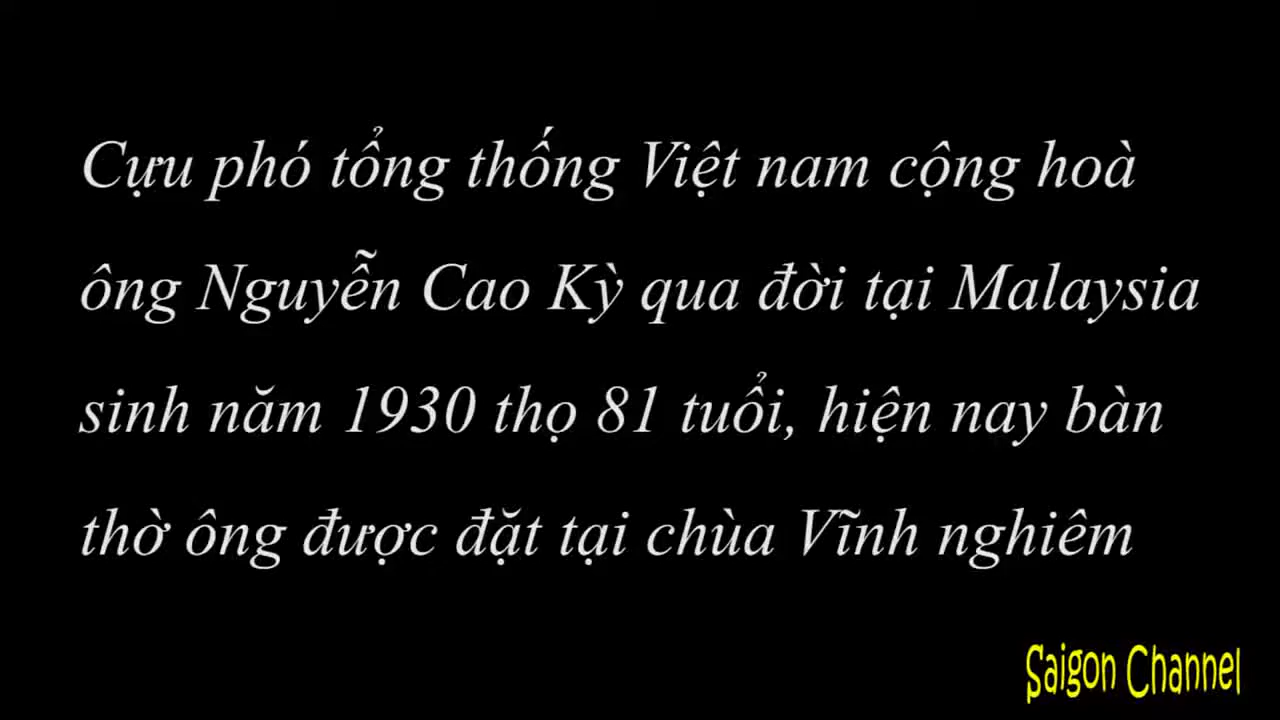 Cựu phó tổng thống Việt nam cộng hoà
ông Nguyễn Cao Kỳ qua đời tại Malaysia
sinh năm 1930 thọ 81 tuổi, hiện nay bàn
thờ ông được đặt tại chùa Vĩnh nghiêm
Saigon Channel